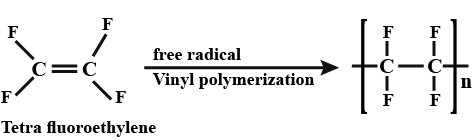 F F
C = C
F F
Tetra fluoroethylene
free radical
Vinyl polymerization
F F
C C
F F
n